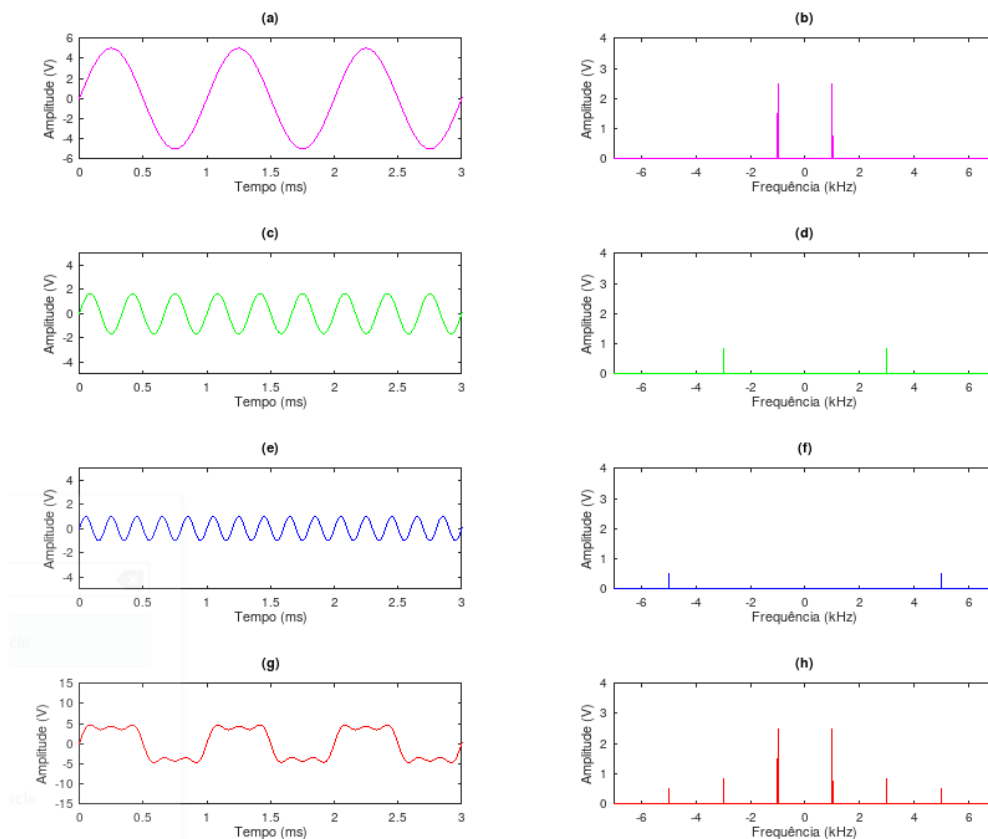 (a)
Amplitude (V)
6
4
2
0
-2
-4
-6
0 0.5 1 1.5 2 2.5 3
Tempo (ms)
(b)
Amplitude (V)
4
3
2
1
0
-6 -4 -2 0 2 4 6
Frequência (kHz)
(c)
Amplitude (V)
4
2
0
-2
-4
0 0.5 1 1.5 2 2.5 3
Tempo (ms)
(d)
Amplitude (V)
4
3
2
1
0
-6 -4 -2 0 2 4 6
Frequência (kHz)
(e)
Amplitude (V)
4
2
0
-2
-4
0 0.5 1 1.5 2 2.5 3
Tempo (ms)
(f)
Amplitude (V)
4
3
2
1
0
-6 -4 -2 0 2 4 6
Frequência (kHz)
(g)
Amplitude (V)
15
10
5
0
-5
-10
-15
0 0.5 1 1.5 2 2.5 3
Tempo (ms)
(h)
Amplitude (V)
4
3
2
1
0
-6 -4 -2 0 2 4 6
Frequência (kHz)